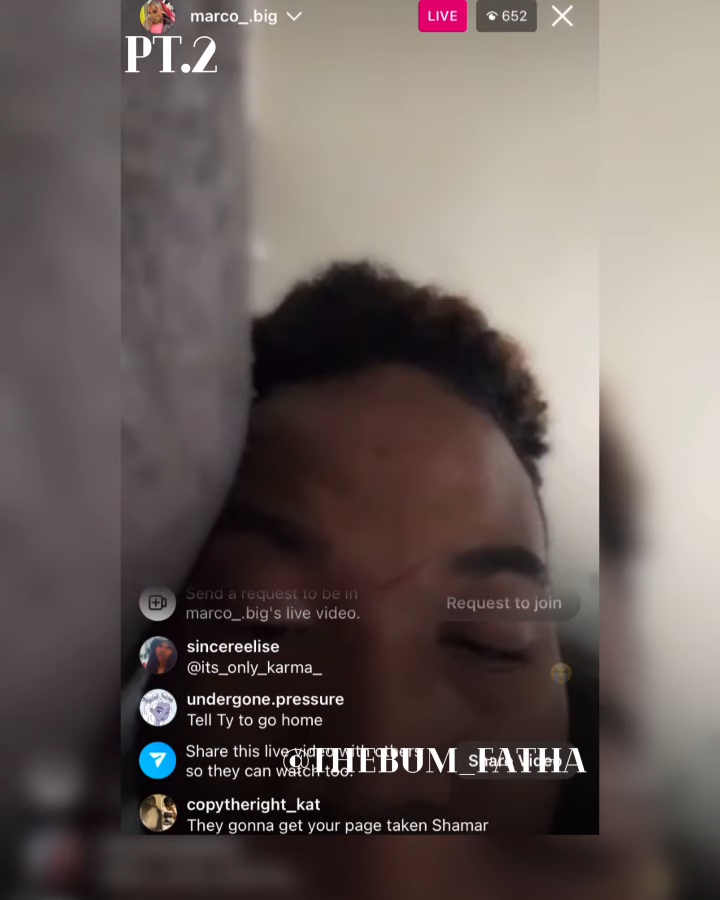 marco_.big
LIVE
652
PT.2
Send a request to be in
marco_.big's live video.
Request to join
sincereelise
@its_only_karma_
undergone.pressure
Tell Ty to go home
Share this live video with others
so they can watch too.
Share Video
@THEBUM_FATHA
copytheright_kat
They gonna get your page taken Shamar